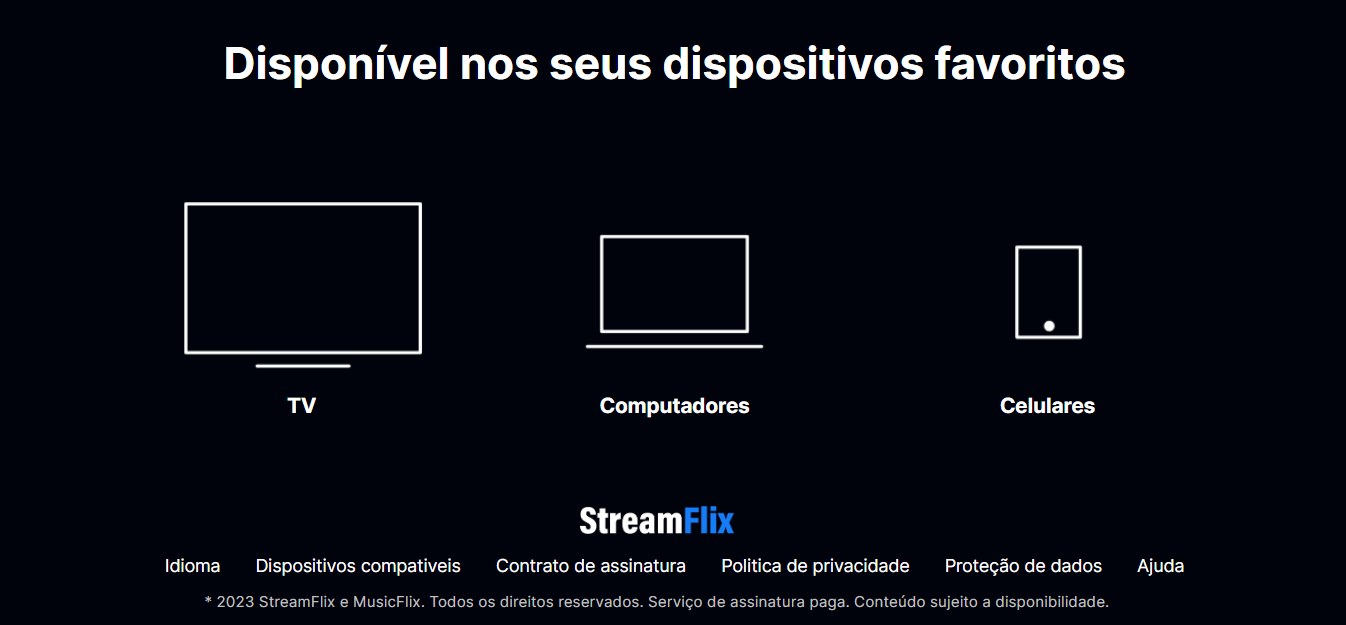 Disponível nos seus dispositivos favoritos
TV
Computadores
Celulares
StreamFlix
Idioma Dispositivos compativeis Contrato de assinatura Politica de privacidade Proteção de dados Ajuda
* 2023 StreamFlix e MusicFlix. Todos os direitos reservados. Serviço de assinatura paga. Conteúdo sujeito a disponibilidade.